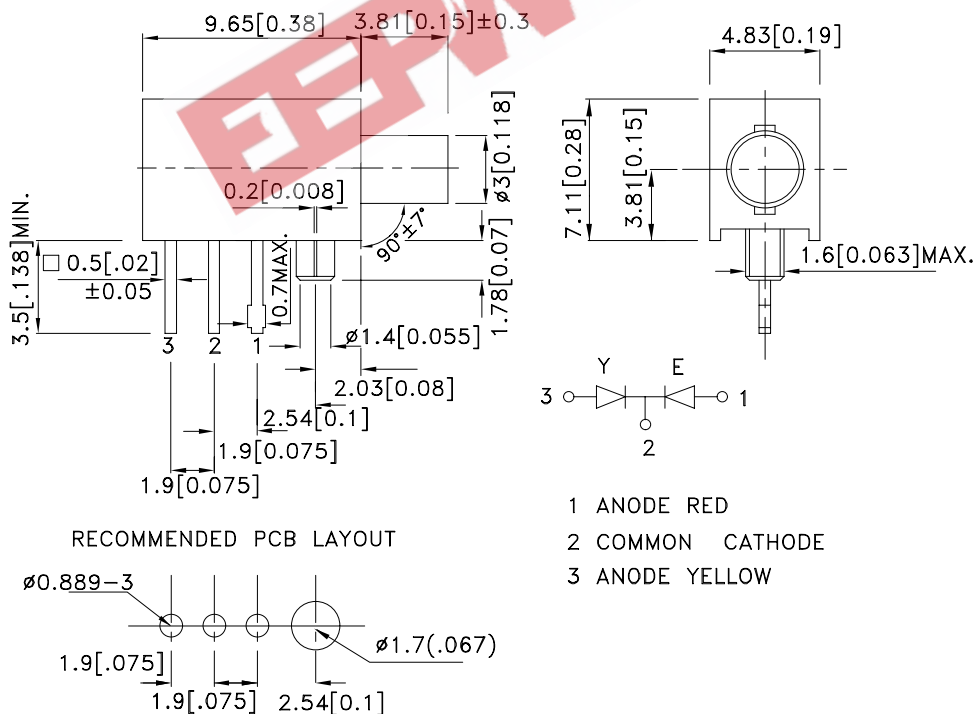 9.65[0.38]
3.81[0.15]±0.3
4.83[0.19]
EEPW
ø3[0.118]
7.11[0.28]
3.81[0.15]
0.2[0.008]
90°±7°
3.5[.138]MIN.
□ 0.5[.02]
±0.05
0.7MAX.
1.78[0.07]
1.6[0.063]MAX.
3 2 1
ø1.4[0.055]
2.03[0.08]
2.54[0.1]
1.9[0.075]
1.9[0.075]
Y E
3 1
2
1 ANODE RED
2 COMMON CATHODE
3 ANODE YELLOW
RECOMMENDED PCB LAYOUT
ø0.889-3
ø1.7(.067)
1.9[.075]
1.9[.075]
2.54[0.1]